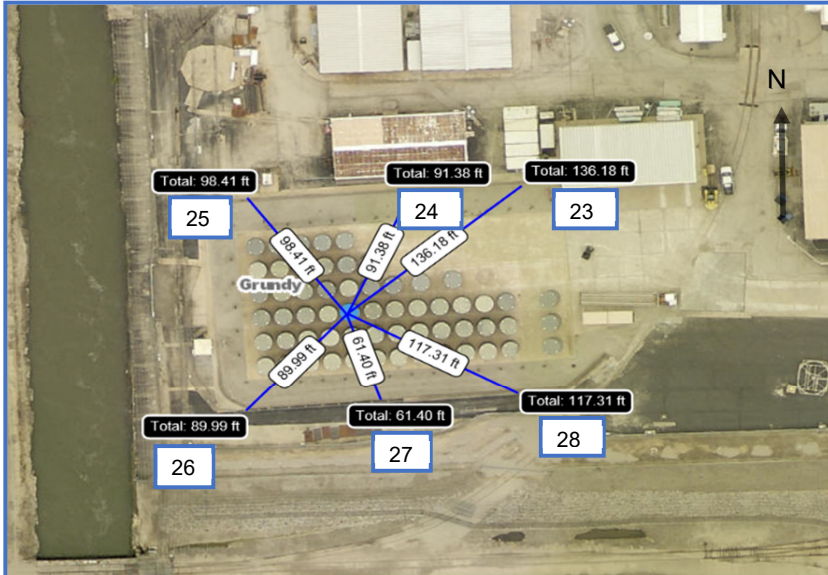 N
Total: 98.41 ft
Total: 91.38 ft
Total: 136.18 ft
25
24
23
98.41 ft
91.38 ft
136.18 ft
Grundy
89.99 ft
61.40 ft
117.31 ft
Total: 89.99 ft
Total: 61.40 ft
Total: 117.31 ft
26
27
28